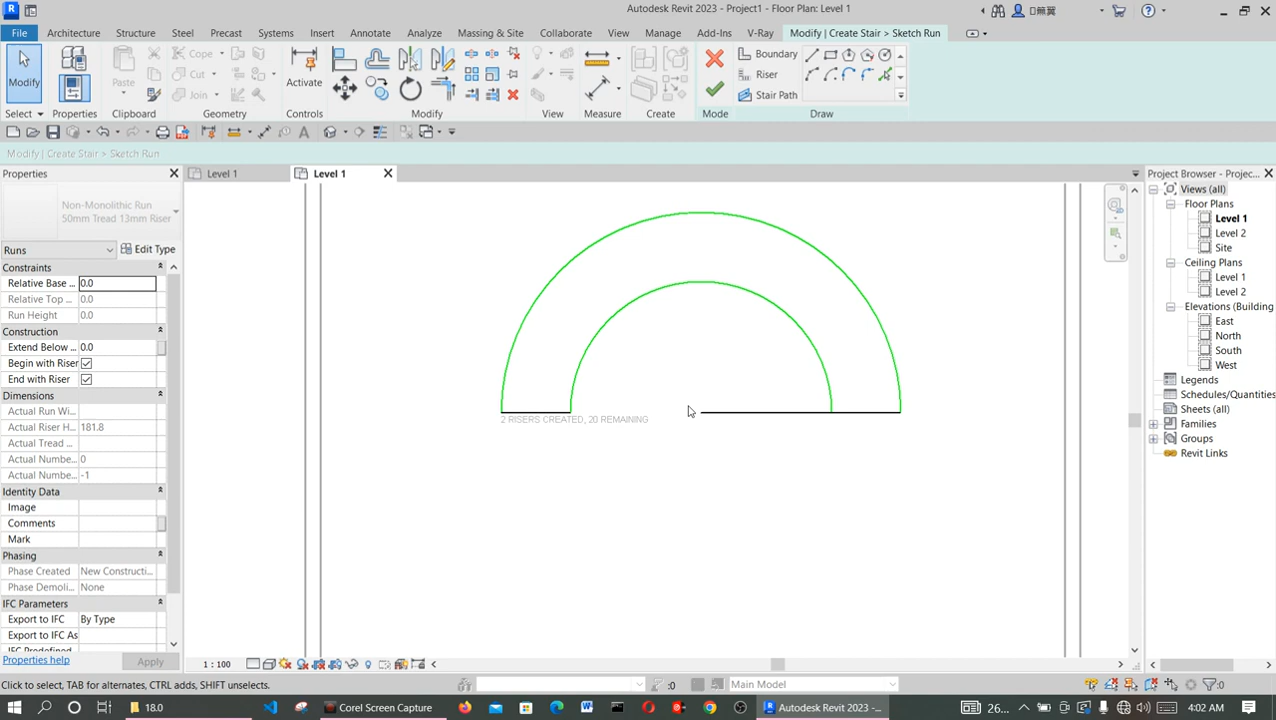 Autodesk Revit 2023 - Project1 - Floor Plan: Level 1
File Architecture Structure Steel Precast Systems Insert Annotate Analyze Massing & Site Collaborate View Manage Add-Ins V-Ray Modify | Create Stair > Sketch Run
Cope Boundary
Modify Properties Paste Cut Activate Riser
Join Stair Path
Select Properties Clipboard Geometry Controls Modify View Measure Create Mode Draw
Modify | Create Stair > Sketch Run
Properties Level 1 Level 1 Project Browser - Projec...
Non-Monolithic Run
50mm Tread 13mm Riser
Runs Edit Type
Constraints
Relative Base ... 0.0
Relative Top ... 0.0
Run Height 0.0
Construction
Extend Below ... 0.0
Begin with Riser
End with Riser
Dimensions
Actual Run Wi...
Actual Riser H... 181.8
Actual Tread ...
Actual Numbe... 0
Actual Numbe... -1
Identity Data
Image
Comments
Mark
Phasing
Phase Created New Constructi...
Phase Demoli... None
IFC Parameters
Export to IFC By Type
Export to IFC As
Properties help Apply
2 RISERS CREATED, 20 REMAINING
Views (all)
Floor Plans
Level 1
Level 2
Site
Ceiling Plans
Level 1
Level 2
Elevations (Building
East
North
South
West
Legends
Schedules/Quantities
Sheets (all)
Families
Groups
Revit Links
1 : 100
Click to select, TAB for alternates, CTRL adds, SHIFT unselects. :0 Main Model :0
18.0 Corel Screen Capture Autodesk Revit 2023 -... 26... 4:02 AM